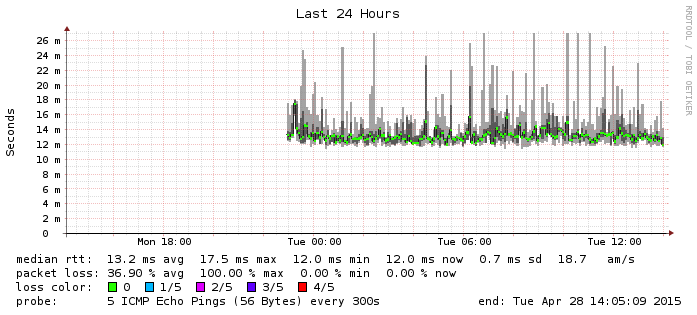 Last 24 Hours
RRDTOOL / TOBI OETIKER
Seconds
26 m
24 m
22 m
20 m
18 m
16 m
14 m
12 m
10 m
8 m
6 m
4 m
2 m
0
Mon 18:00 Tue 00:00 Tue 06:00 Tue 12:00
median rtt: 13.2 ms avg 17.5 ms max 12.0 ms min 12.0 ms now 0.7 ms sd 18.7 am/s
packet loss: 36.90 % avg 100.00 % max 0.00 % min 0.00 % now
loss color: 0 1/5 2/5 3/5 4/5
probe: 5 ICMP Echo Pings (56 Bytes) every 300s end: Tue Apr 28 14:05:09 2015